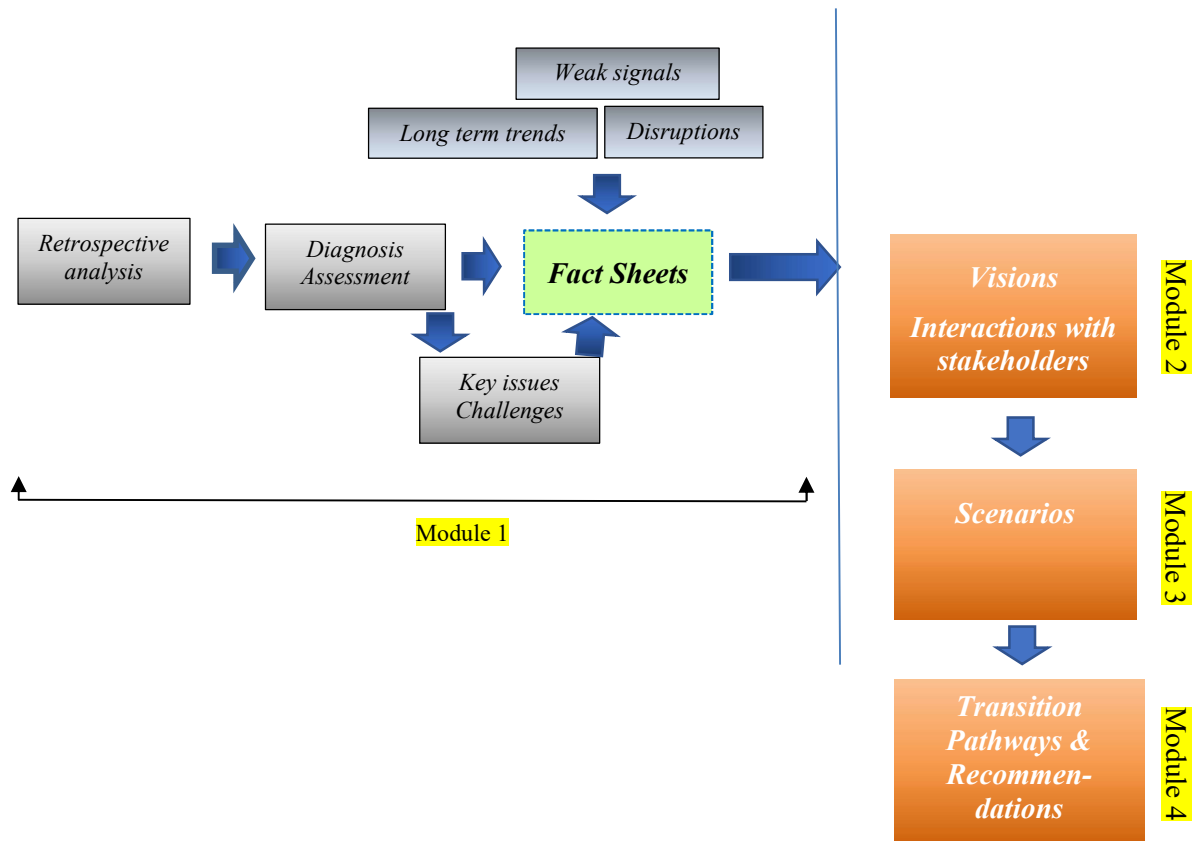 Weak signals
Long term trends
Disruptions
Retrospective
analysis
Diagnosis
Assessment
Fact Sheets
Key issues
Challenges
Module 1
Visions
Interactions with
stakeholders
Module 2
Scenarios
Module 3
Transition
Pathways &
Recommen-
dations
Module 4